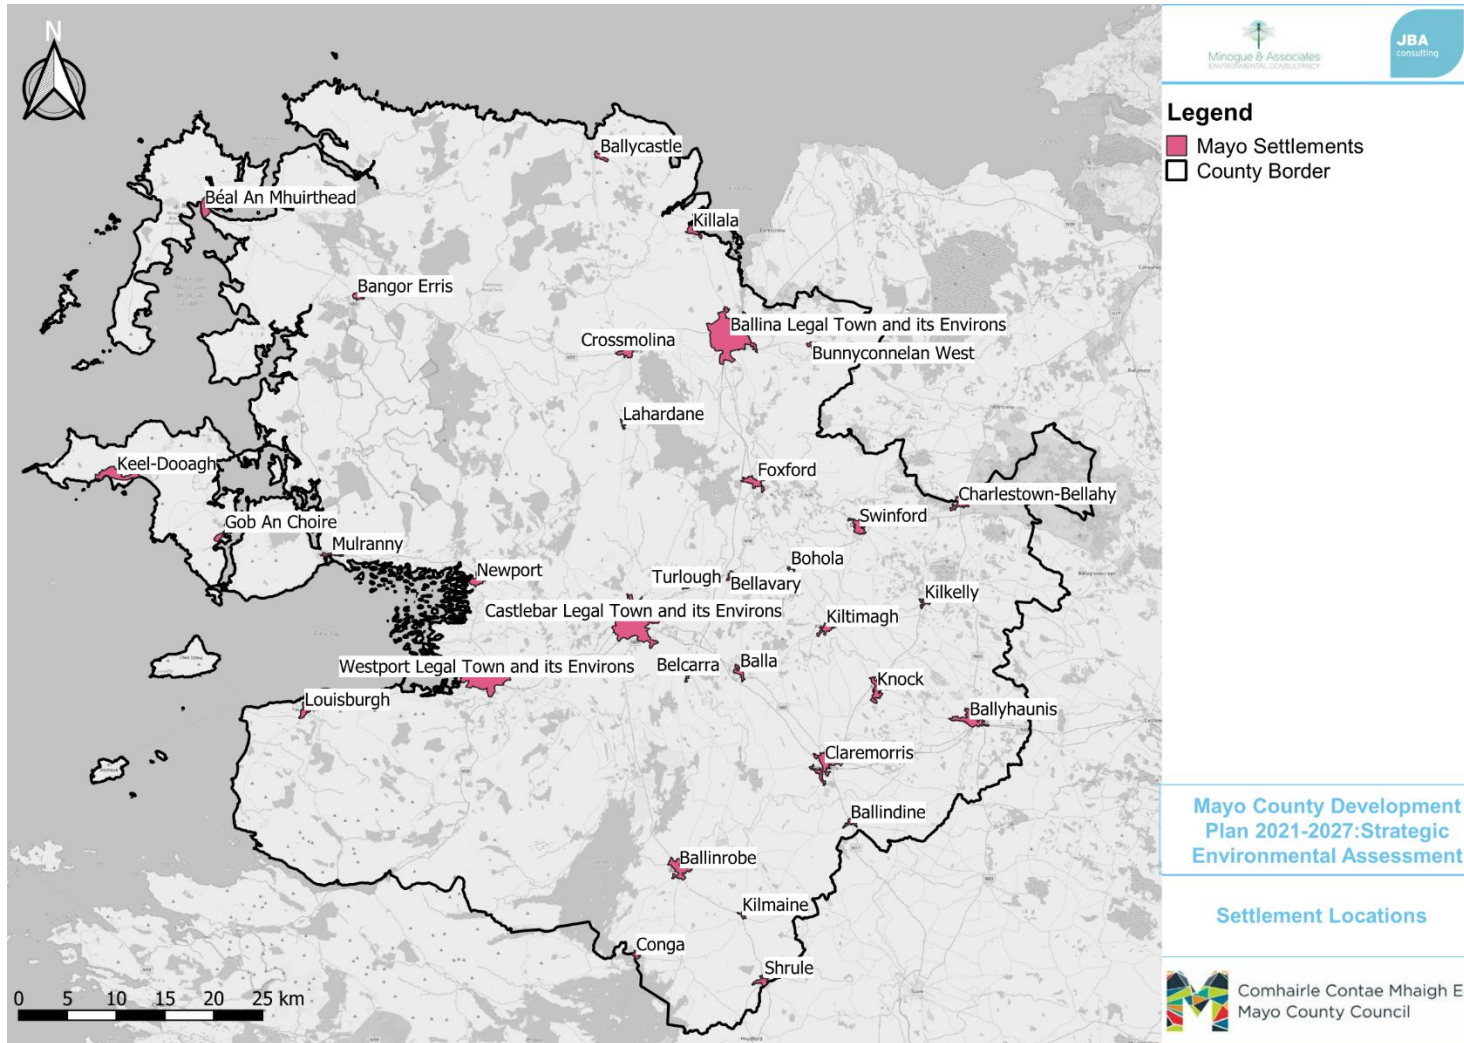 N
Minogue & Associates
ENVIRONMENTAL CONSULTANCY
JBA
consulting
Legend
Mayo Settlements
County Border
Ballycastle
Béal An Mhuirthead
Killala
Bangor Erris
Ballina Legal Town and its Environs
Crossmolina
Bunnyconnelan West
Lahardane
Keel-Dooagh
Foxford
Charlestown-Bellahy
Swinford
Gob An Choire
Mulranny
Newport
Bohola
Turlough
Bellavary
Kilkelly
Castlebar Legal Town and its Environs
Kiltimagh
Westport Legal Town and its Environs
Belcarra
Balla
Knock
Louisburgh
Ballyhaunis
Claremorris
Ballindine
Ballinrobe
Kilmaine
Conga
Shrule
0 5 10 15 20 25 km
Mayo County Development
Plan 2021-2027:Strategic
Environmental Assessment
Settlement Locations
Comhairle Contae Mhaigh E
Mayo County Council